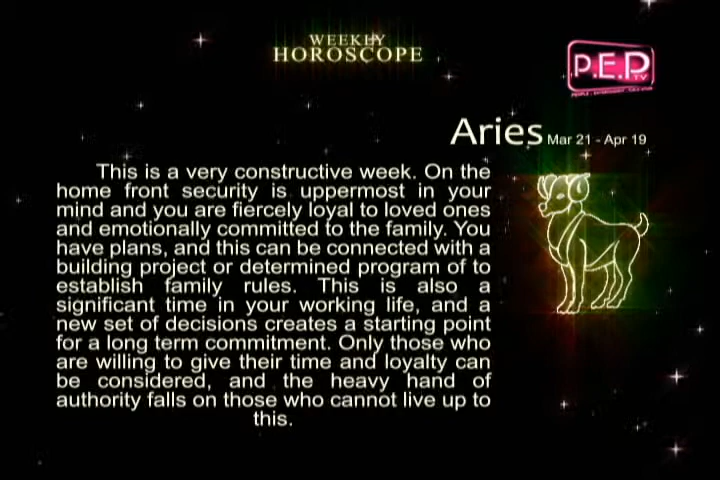 WEEKLY
HOROSCOPE
P.E.P
TV
Aries Mar 21 - Apr 19
This is a very constructive week. On the
home front security is uppermost in your
mind and you are fiercely loyal to loved ones
and emotionally committed to the family. You
have plans, and this can be connected with a
building project or determined program of to
establish family rules. This is also a
significant time in your working life, and a
new set of decisions creates a starting point
for a long term commitment. Only those who
are willing to give their time and loyalty can
be considered, and the heavy hand of
authority falls on those who cannot live up to
this.